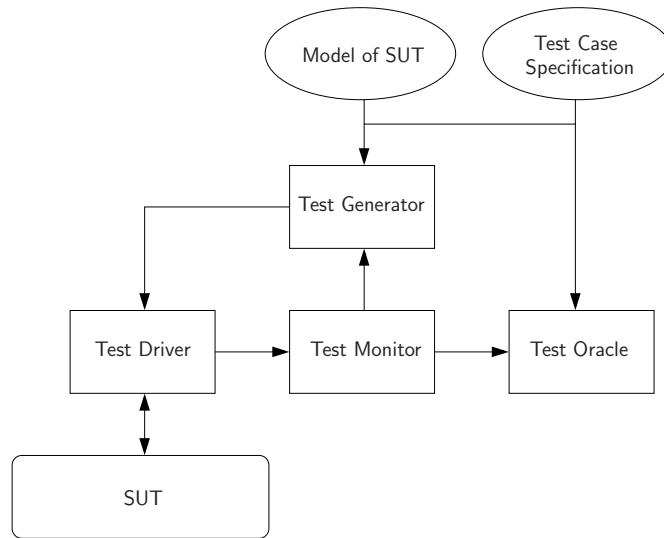 Model of SUT
Test Case
Specification
Test Generator
Test Driver
Test Monitor
Test Oracle
SUT